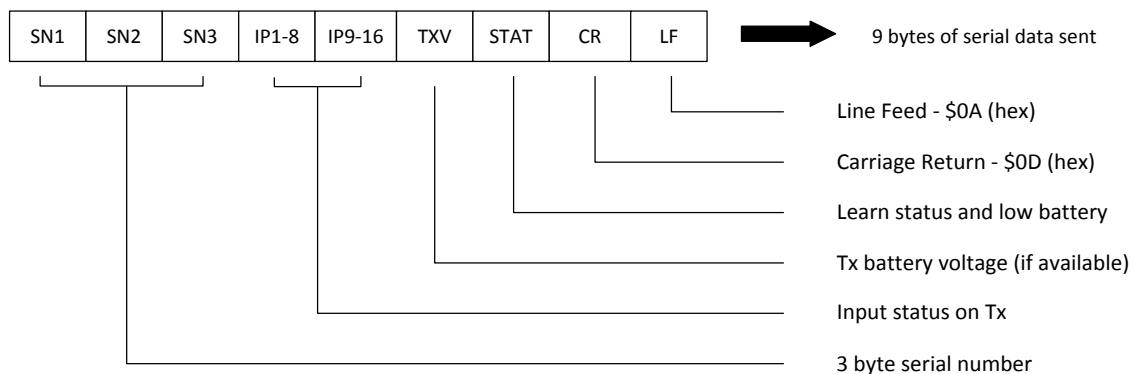 SN1 SN2 SN3 IP1-8 IP9-16 TXV STAT CR LF 9 bytes of serial data sent
Line Feed - $0A (hex)
Carriage Return - $0D (hex)
Learn status and low battery
Tx battery voltage (if available)
Input status on Tx
3 byte serial number